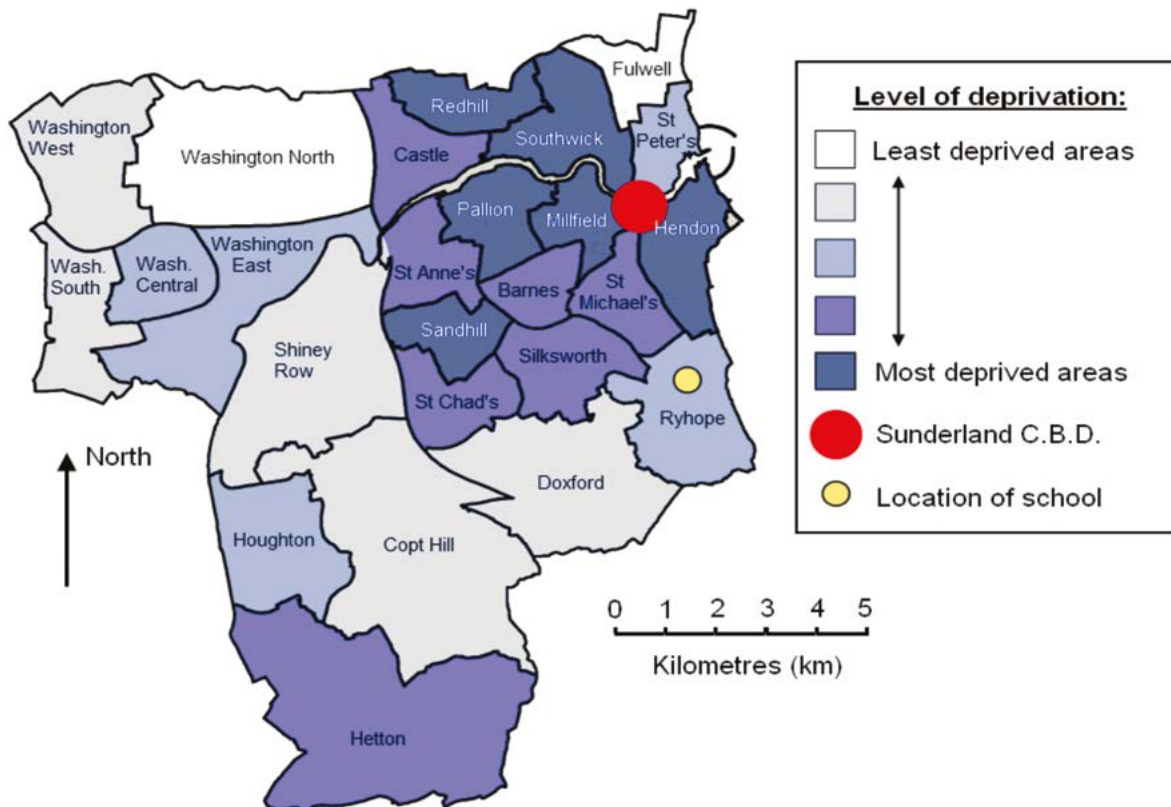 Washington
West
Washington North
Redhill
Castle
Southwick
Fulwell
St
Peter's
Pallion
Millfield
Hendon
Wash.
South
Wash.
Central
Washington
East
St Anne's
Barnes
St
Michael's
Sandhill
Silksworth
St Chad's
Shiney
Row
Ryhope
Doxford
Houghton
Copt Hill
Hetton
North
Level of deprivation:
Least deprived areas
Most deprived areas
Sunderland C.B.D.
Location of school
0 1 2 3 4 5
Kilometres (km)